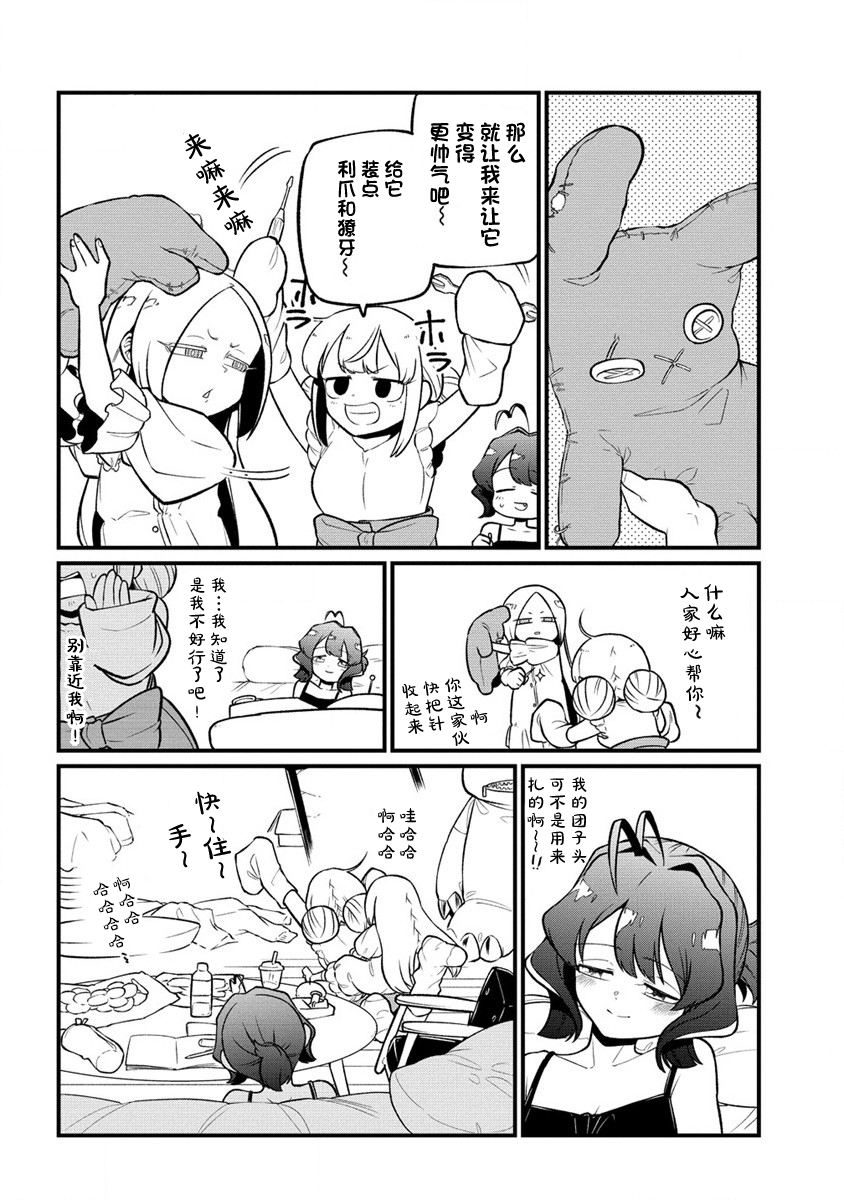 那么
就让我来让它
变得
更帅气吧～
给它
装点
利爪和獠牙～
来嘛来嘛
ホラ
ホラ
什么嘛
人家好心帮你～
啊
你这家伙
快把针
收起来
我…我知道了
是我不好行了吧！
别靠近我啊！
我的团子头
可不是用来
扎的啊～!!
哇哈哈
啊哈哈
快～住～
手～
啊哈哈
哈哈哈
哈哈～